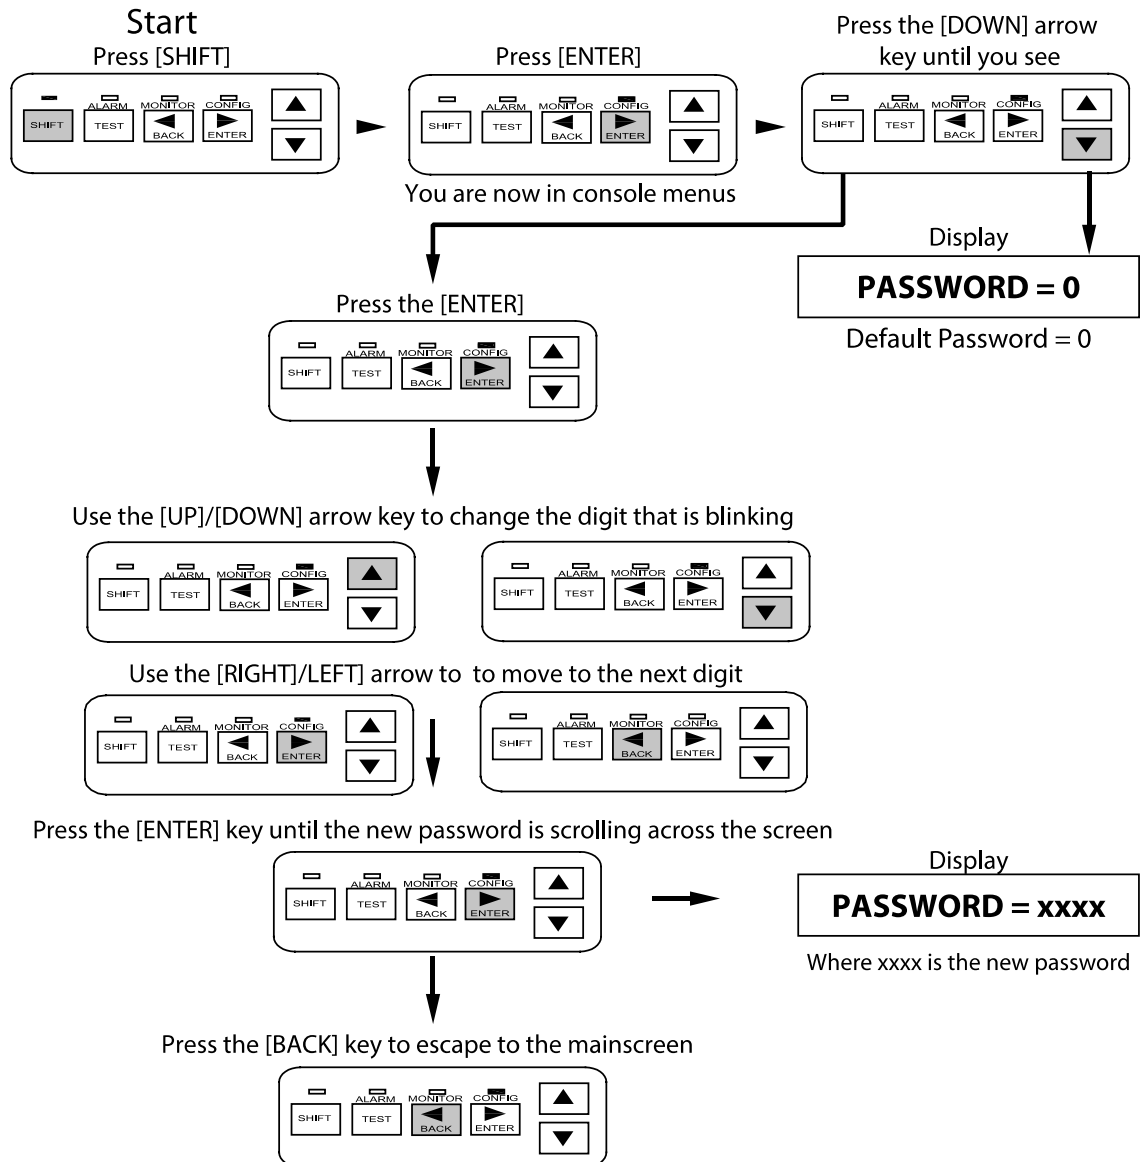 Start
Press [SHIFT]
SHIFT
ALARM
TEST
MONITOR
BACK
CONFIG
ENTER
Press [ENTER]
SHIFT
ALARM
TEST
MONITOR
BACK
CONFIG
ENTER
You are now in console menus
Press the [DOWN] arrow
key until you see
SHIFT
ALARM
TEST
MONITOR
BACK
CONFIG
ENTER
Display
PASSWORD = 0
Default Password = 0
Press the [ENTER]
SHIFT
ALARM
TEST
MONITOR
BACK
CONFIG
ENTER
Use the [UP]/[DOWN] arrow key to change the digit that is blinking
SHIFT
ALARM
TEST
MONITOR
BACK
CONFIG
ENTER
SHIFT
ALARM
TEST
MONITOR
BACK
CONFIG
ENTER
Use the [RIGHT]/LEFT] arrow to to move to the next digit
SHIFT
ALARM
TEST
MONITOR
BACK
CONFIG
ENTER
SHIFT
ALARM
TEST
MONITOR
BACK
CONFIG
ENTER
Press the [ENTER] key until the new password is scrolling across the screen
SHIFT
ALARM
TEST
MONITOR
BACK
CONFIG
ENTER
Display
PASSWORD = xxxx
Where xxxx is the new password
Press the [BACK] key to escape to the mainscreen
SHIFT
ALARM
TEST
MONITOR
BACK
CONFIG
ENTER